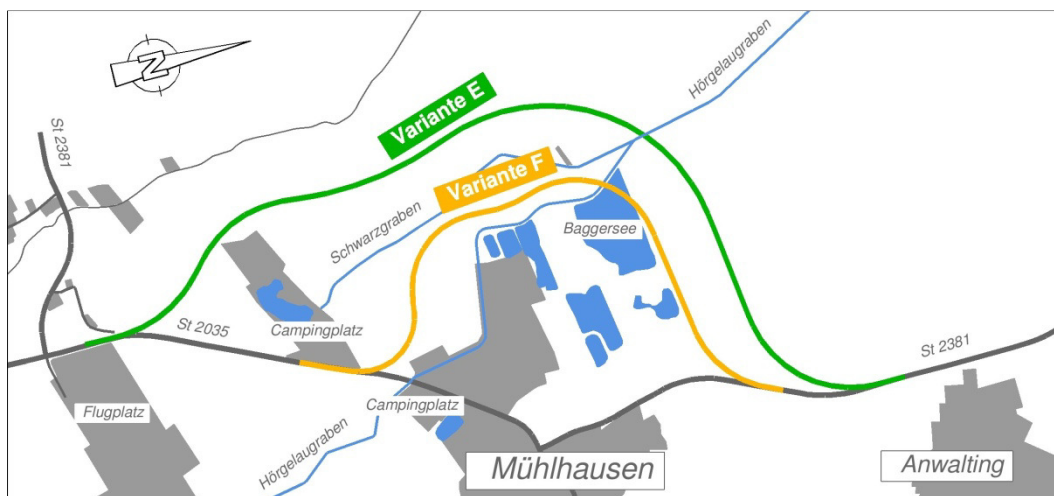 N
Hörgelaugraben
Variante E
St 2381
Variante F
Schwarzgraben
Baggersee
St 2035
Campingplatz
St 2381
Campingplatz
Flugplatz
Hörgelaugraben
Mühlhausen
Anwalting